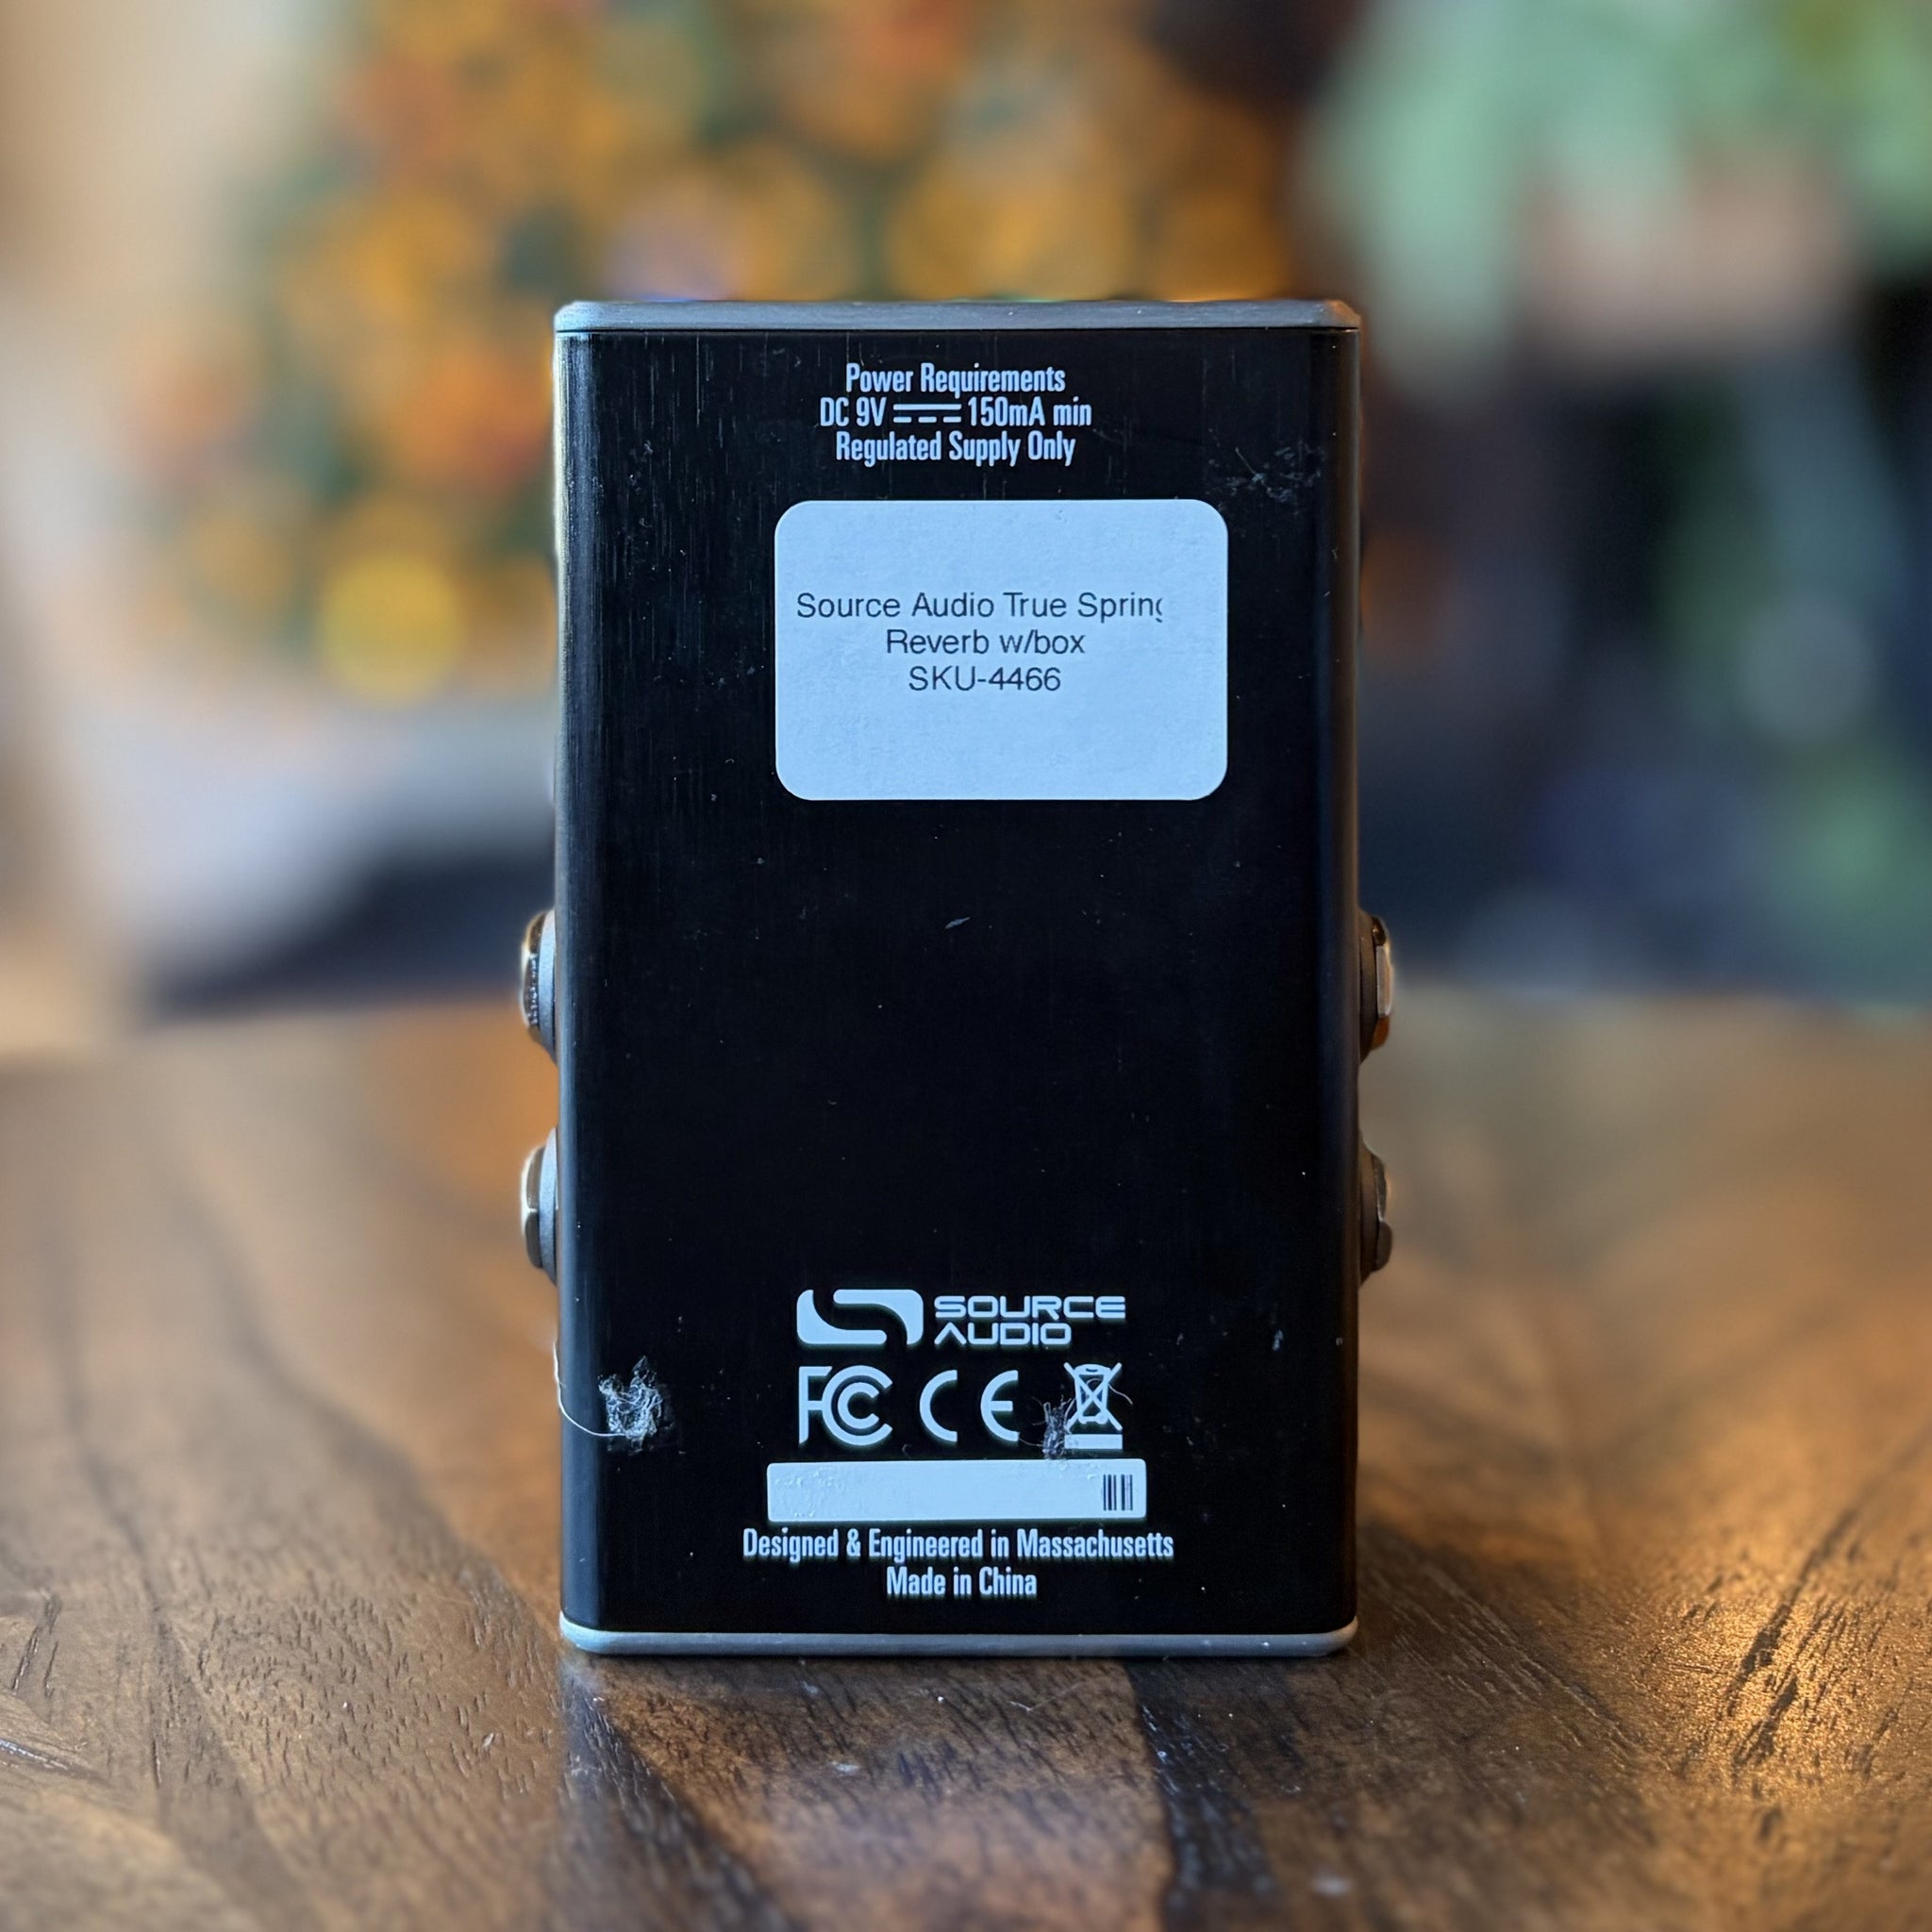 Power Requirements
DC 9V 150mA min
Regulated Supply Only
Source Audio True Spring
Reverb w/box
SKU-4466
SOURCE
AUDIO
FC CE
Designed & Engineered in Massachusetts
Made in China